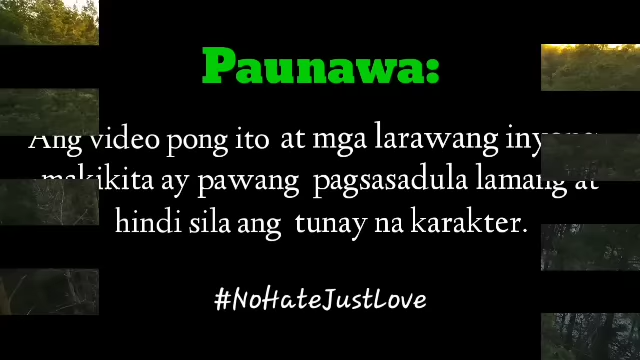 Paunawa:
Ang video pong ito at mga larawang inyong
makikita ay pawang pagsasadula lamang at
hindi sila ang tunay na karakter.
#NoHateJustLove